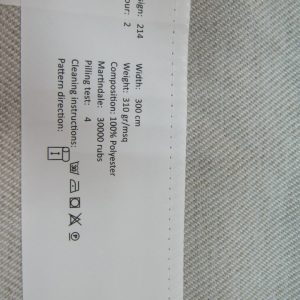 sign: 214
our: 2
Width: 300 cm
Weight: 310 gr/msq
Composition: 100% Polyester
Martindale: 30000 rubs
Pilling test: 4
Cleaning instructions:
Pattern direction: